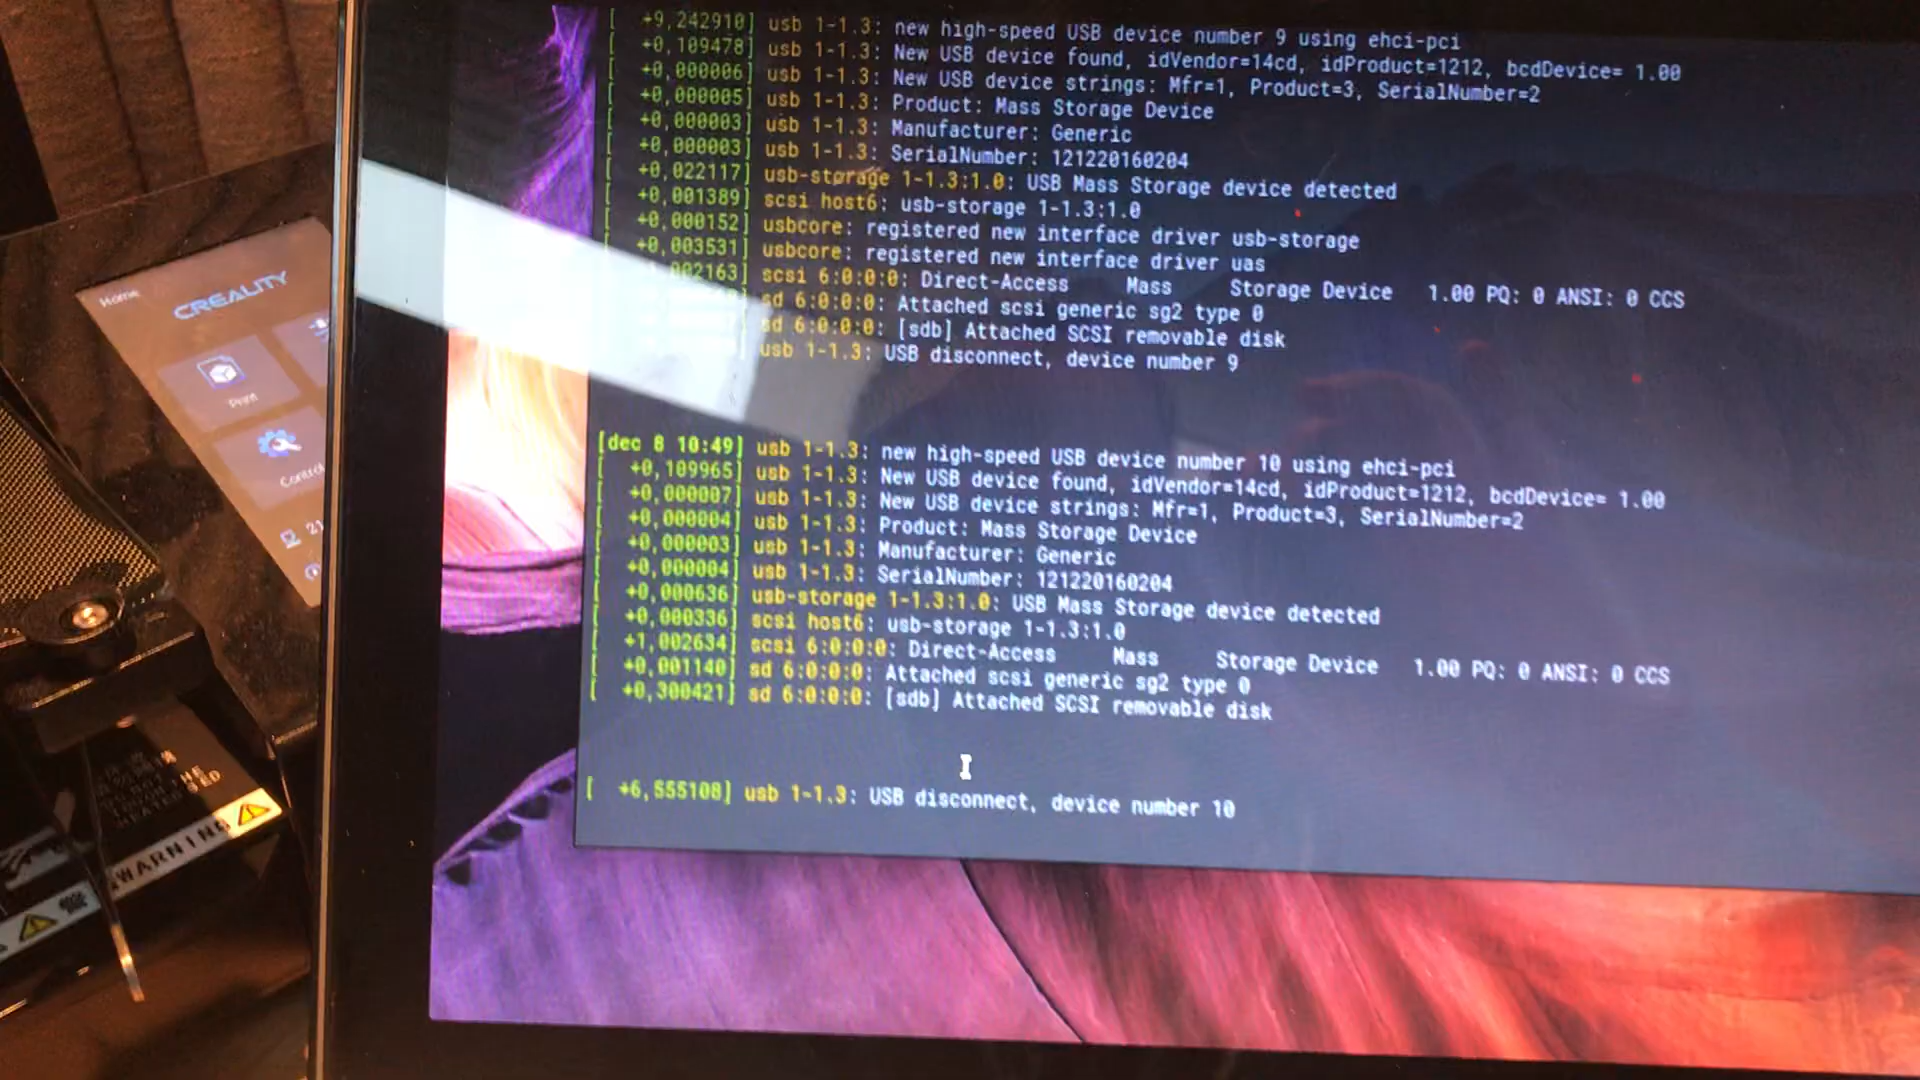 Home
CREALITY
Print
Control
21
WARNING
[ +9,242910] usb 1-1.3: new high-speed USB device number 9 using ehci-pci
[ +0,109478] usb 1-1.3: New USB device found, idVendor=14cd, idProduct=1212, bcdDevice= 1.00
[ +0,000006] usb 1-1.3: New USB device strings: Mfr=1, Product=3, SerialNumber=2
[ +0,000005] usb 1-1.3: Product: Mass Storage Device
[ +0,000003] usb 1-1.3: Manufacturer: Generic
[ +0,000003] usb 1-1.3: SerialNumber: 121220160204
[ +0,022117] usb-storage 1-1.3:1.0: USB Mass Storage device detected
[ +0,001389] scsi host6: usb-storage 1-1.3:1.0
[ +0,000152] usbcore: registered new interface driver usb-storage
[ +0,003531] usbcore: registered new interface driver uas
002163] scsi 6:0:0:0: Direct-Access Mass Storage Device 1.00 PQ: 0 ANSI: 0 CCS
sd 6:0:0:0: Attached scsi generic sg2 type 0
sd 6:0:0:0: [sdb] Attached SCSI removable disk
usb 1-1.3: USB disconnect, device number 9
[dec 8 10:49] usb 1-1.3: new high-speed USB device number 10 using ehci-pci
[ +0,109965] usb 1-1.3: New USB device found, idVendor=14cd, idProduct=1212, bcdDevice= 1.00
[ +0,000007] usb 1-1.3: New USB device strings: Mfr=1, Product=3, SerialNumber=2
[ +0,000004] usb 1-1.3: Product: Mass Storage Device
[ +0,000003] usb 1-1.3: Manufacturer: Generic
[ +0,000004] usb 1-1.3: SerialNumber: 121220160204
[ +0,000636] usb-storage 1-1.3:1.0: USB Mass Storage device detected
[ +0,000336] scsi host6: usb-storage 1-1.3:1.0
[ +1,002634] scsi 6:0:0:0: Direct-Access Mass Storage Device 1.00 PQ: 0 ANSI: 0 CCS
[ +0,001140] sd 6:0:0:0: Attached scsi generic sg2 type 0
[ +0,300421] sd 6:0:0:0: [sdb] Attached SCSI removable disk
[ +6,555108] usb 1-1.3: USB disconnect, device number 10